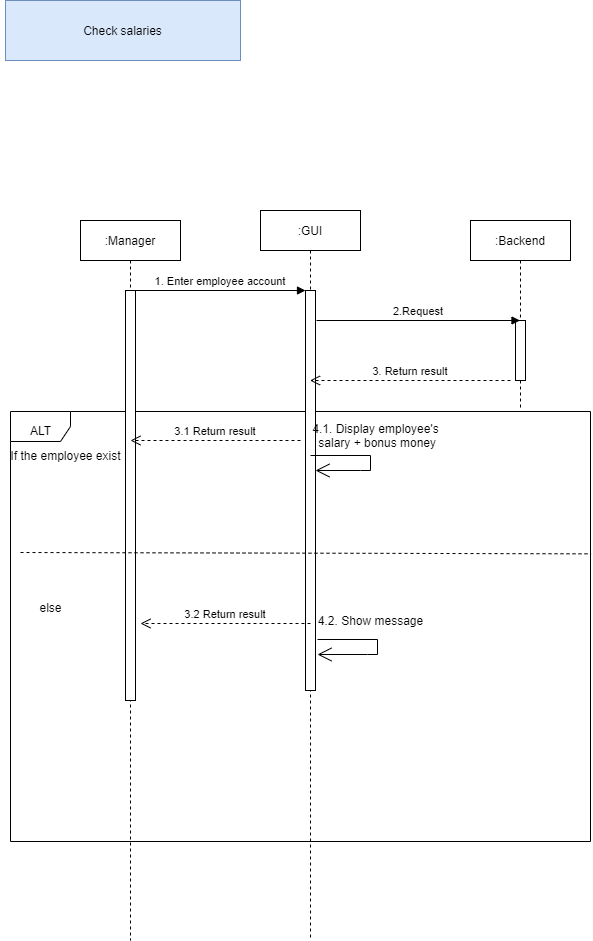 Check salaries
:Manager
:GUI
:Backend
1. Enter employee account
2.Request
3. Return result
ALT
3.1 Return result
4.1. Display employee's
salary + bonus money
If the employee exist
else
3.2 Return result
4.2. Show message